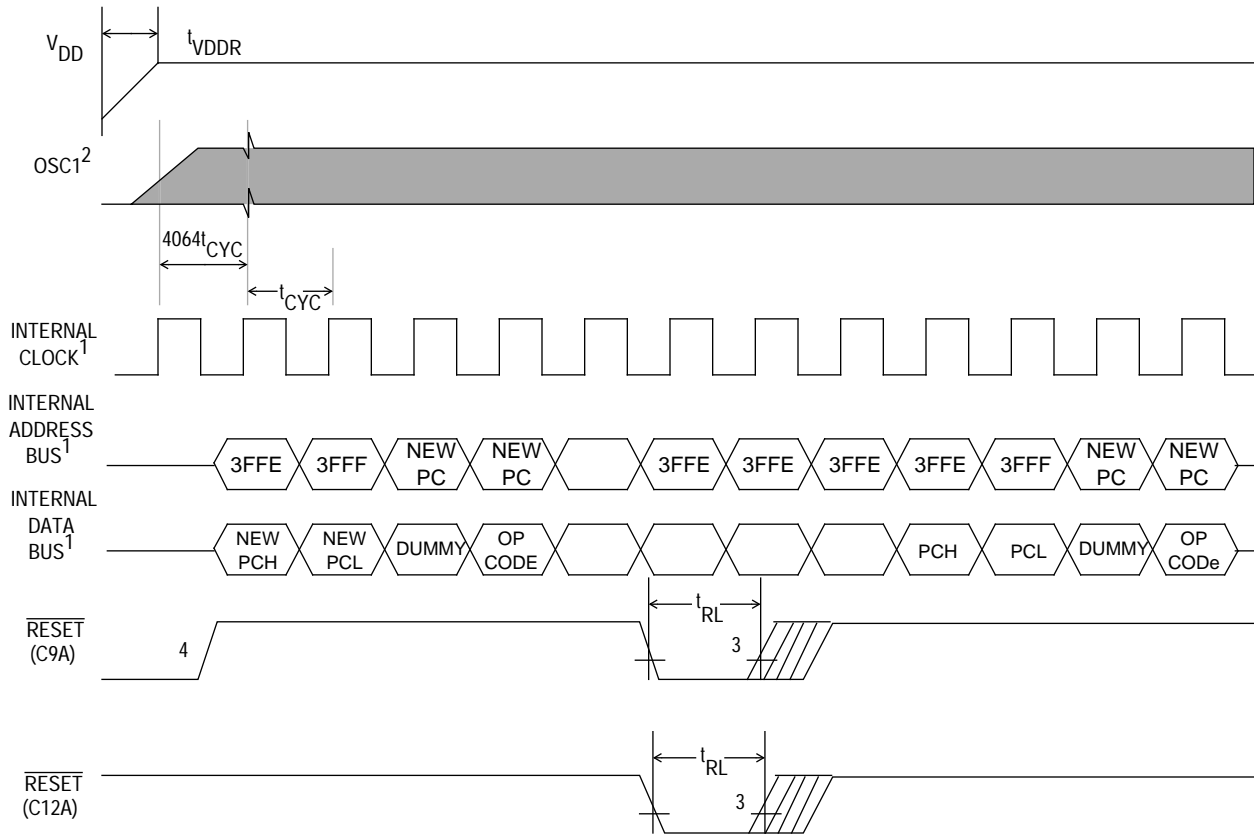 VDD
tVDDR
OSC12
4064tCYC
tCYC
INTERNAL
CLOCK1
INTERNAL
ADDRESS
BUS1
3FFE 3FFF NEW PC NEW PC 3FFE 3FFE 3FFE 3FFE 3FFF NEW PC NEW PC
INTERNAL
DATA
BUS1
NEW PCH NEW PCL DUMMY OP CODE PCH PCL DUMMY OP CODe
RESET
(C9A)
4
tRL
3
RESET
(C12A)
tRL
3